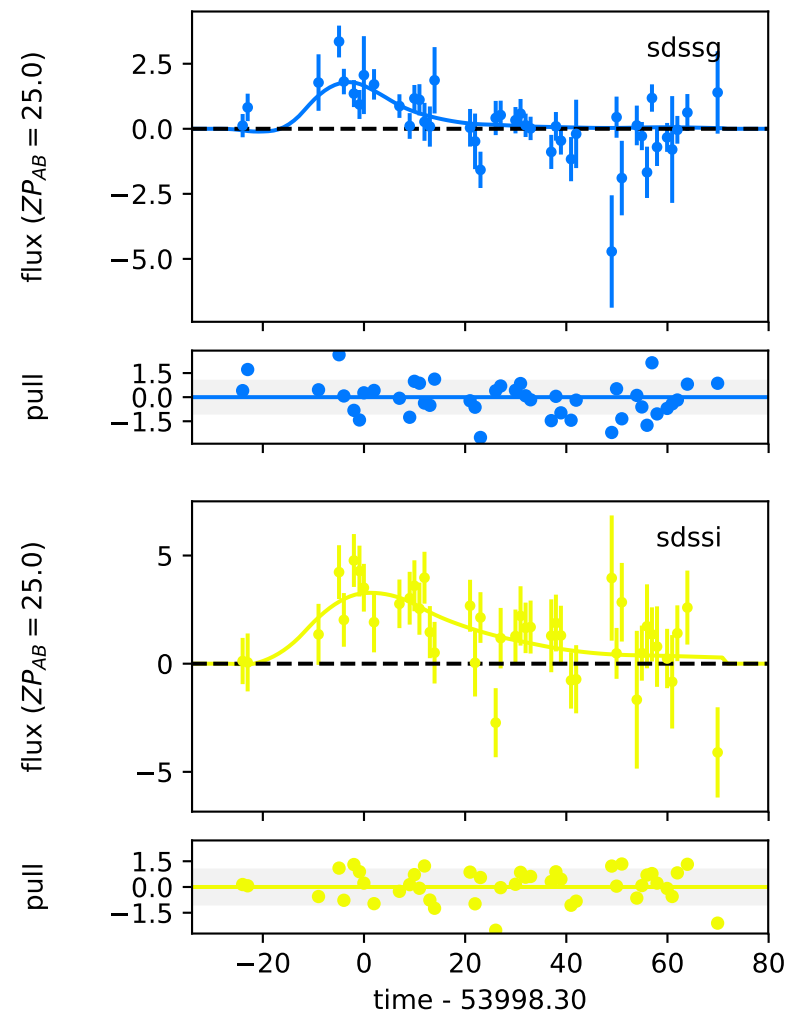 sdssg
flux (ZP_AB = 25.0)
2.5
0.0
−2.5
−5.0
pull
1.5
0.0
−1.5
sdssi
flux (ZP_AB = 25.0)
5
0
−5
pull
1.5
0.0
−1.5
−20 0 20 40 60 80
time - 53998.30